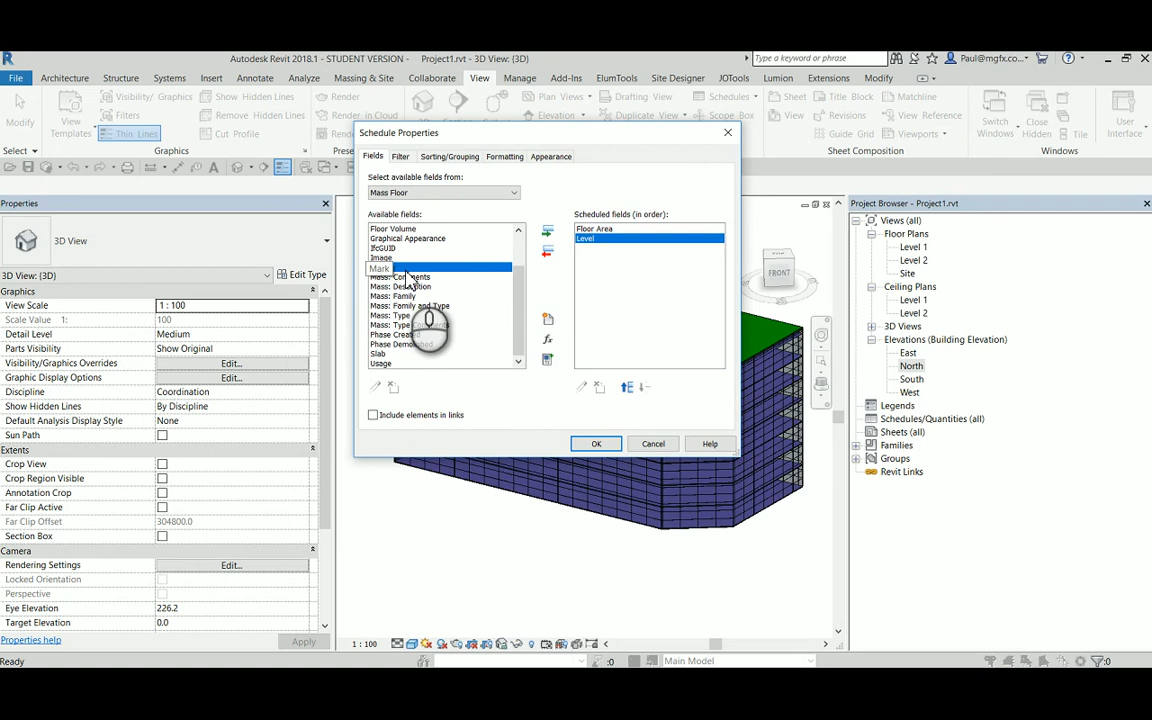 Autodesk Revit 2018.1 - STUDENT VERSION - Project1.rvt - 3D View: {3D}
Type a keyword or phrase
Paul@mgfx.co...
File Architecture Structure Systems Insert Annotate Analyze Massing & Site Collaborate View Manage Add-Ins ElumTools Site Designer JOTools Lumion Extensions Modify
Modify
View Templates
Visibility/ Graphics
Filters
Thin Lines
Show Hidden Lines
Remove Hidden Lines
Cut Profile
Render
Render in Cloud
Plan Views
Elevation
Drafting View
Duplicate View
Schedules
Scope Box
Sheet
View
Revisions
Title Block
Guide Grid
Matchline
View Reference
Viewports
Switch Windows
Close Hidden
Tile
User Interface
Select
Graphics
Sheet Composition
Windows
Properties
3D View
3D View: {3D}
Edit Type
Graphics
View Scale 1 : 100
Scale Value 1: 100
Detail Level Medium
Parts Visibility Show Original
Visibility/Graphics Overrides Edit...
Graphic Display Options Edit...
Discipline Coordination
Show Hidden Lines By Discipline
Default Analysis Display Style None
Sun Path
Extents
Crop View
Crop Region Visible
Annotation Crop
Far Clip Active
Far Clip Offset 304800.0
Section Box
Camera
Rendering Settings Edit...
Locked Orientation
Perspective
Eye Elevation 226.2
Target Elevation 0.0
Properties help
Apply
Schedule Properties
Fields Filter Sorting/Grouping Formatting Appearance
Select available fields from:
Mass Floor
Available fields:
Floor Volume
Graphical Appearance
IfcGUID
Image
Mark
Mass: Comments
Mass: Description
Mass: Family
Mass: Family and Type
Mass: Type
Mass: Type
Phase Created
Phase Demolished
Slab
Usage
Scheduled fields (in order):
Floor Area
Level
Include elements in links
OK Cancel Help
FRONT
Project Browser - Project1.rvt
Views (all)
Floor Plans
Level 1
Level 2
Site
Ceiling Plans
Level 1
Level 2
3D Views
Elevations (Building Elevation)
East
North
South
West
Legends
Schedules/Quantities (all)
Sheets (all)
Families
Groups
Revit Links
1 : 100
Ready
:0
Main Model
:0